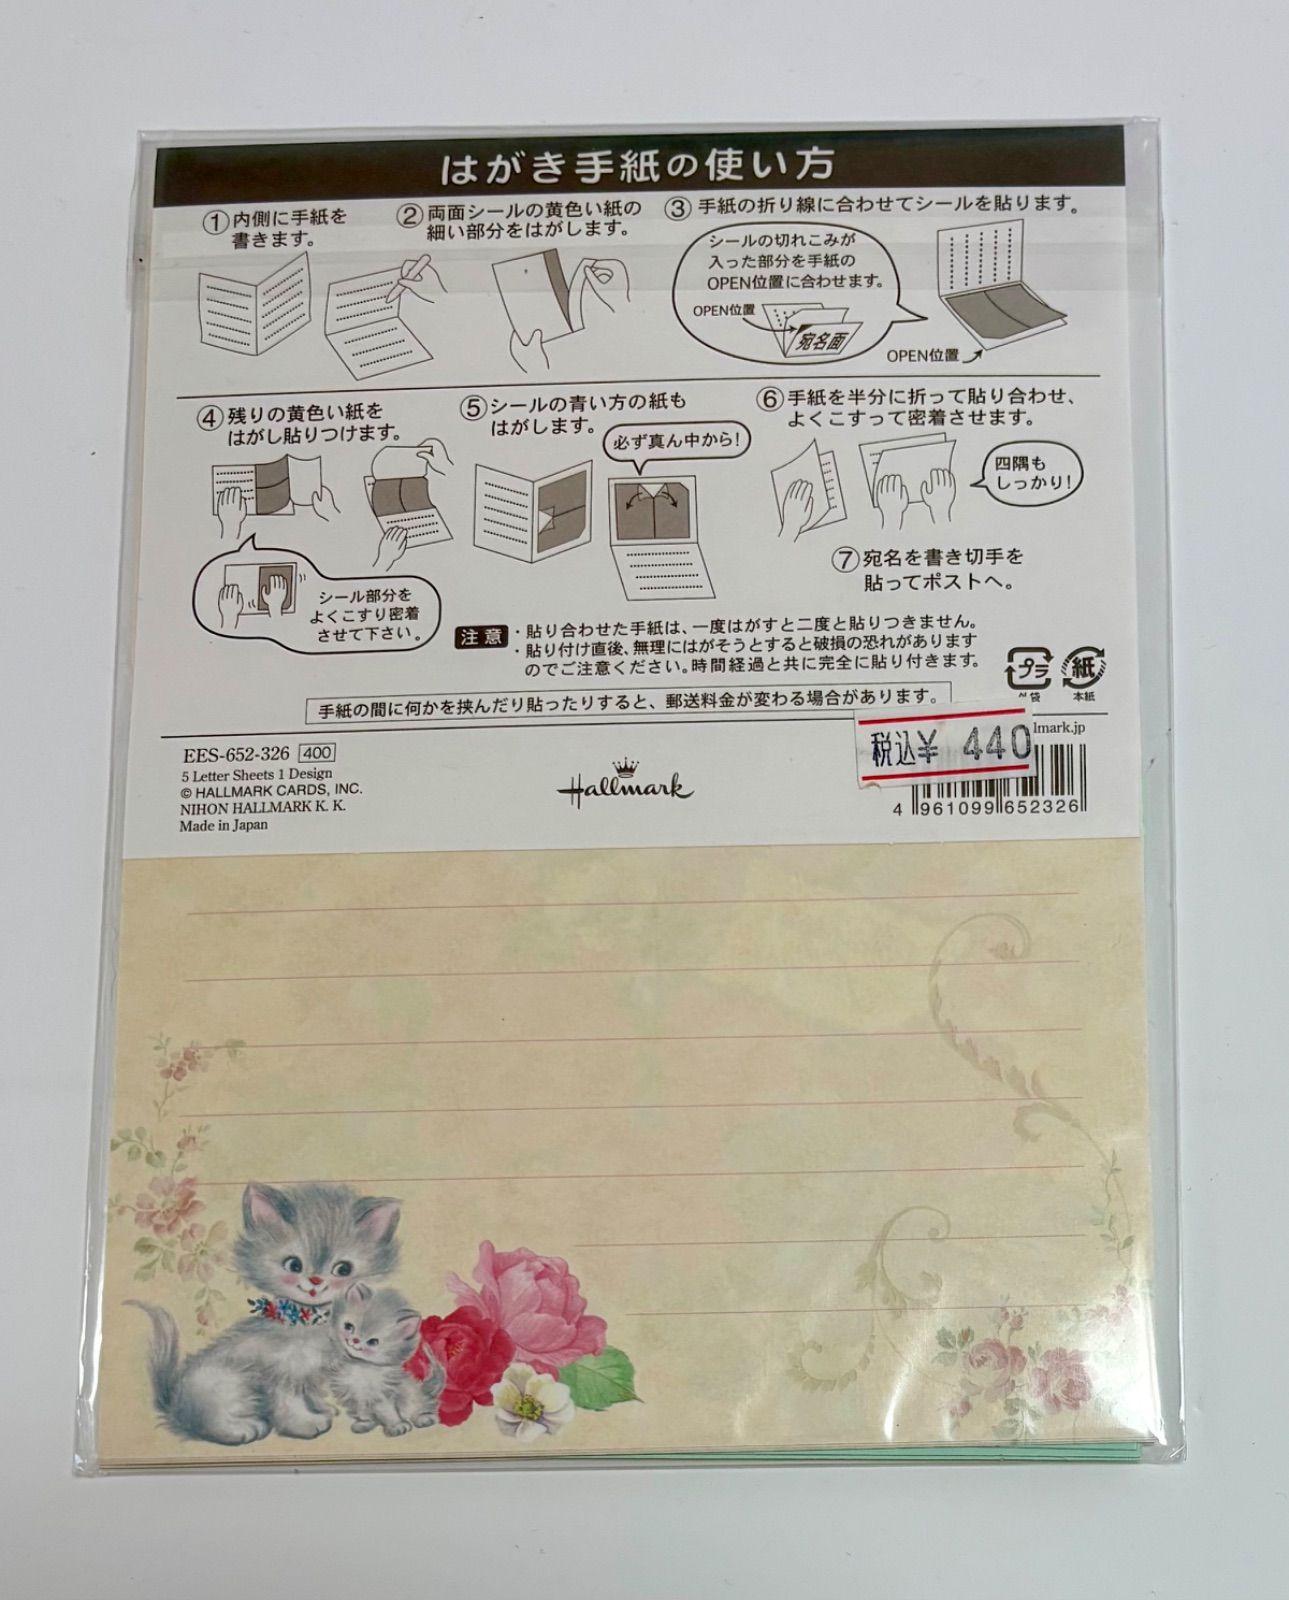 はがき手紙の使い方
①内側に手紙を
書きます。
②両面シールの黄色い紙の
細い部分をはがします。
③手紙の折り線に合わせてシールを貼ります。
シールの切れこみが
入った部分を手紙の
OPEN位置に合わせます。
OPEN位置
宛名面
OPEN位置
④残りの黄色い紙を
はがし貼りつけます。
シール部分を
よくこすり密着
させて下さい。
⑤シールの青い方の紙も
はがします。
必ず真ん中から!
⑥手紙を半分に折って貼り合わせ、
よくこすって密着させます。
四隅も
しっかり!
⑦宛名を書き切手を
貼ってポストへ。
注意
・貼り合わせた手紙は、一度はがすと二度と貼りつきません。
・貼り付け直後、無理にはがそうとすると破損の恐れがあります
のでご注意ください。時間経過と共に完全に貼り付きます。
手紙の間に何かを挟んだり貼ったりすると、郵送料金が変わる場合があります。
プラ
袋
紙
本紙
EES-652-326 400
5 Letter Sheets 1 Design
© HALLMARK CARDS, INC.
NIHON HALLMARK K. K.
Made in Japan
Hallmark
lmark.jp
税込¥ 440
4 961099 652326